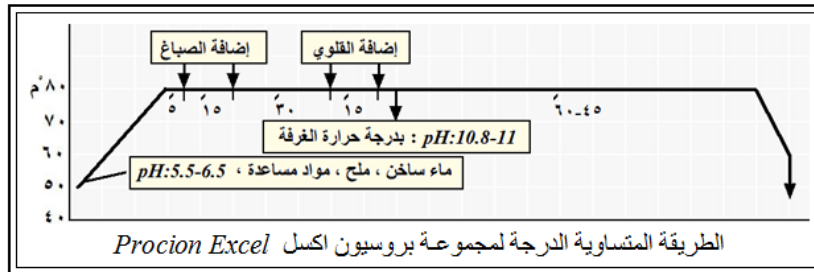 إضافة الصباغ
إضافة القلوي
٨٠°م
٥َ
١٥َ
٣٠َ
١٥َ
٤٥-٦٠َ
٧٠
pH:10.8-11 : بدرجة حرارة الغرفة
٦٠
ماء ساخن ، ملح ، مواد مساعدة ، pH:5.5-6.5
٥٠
٤٠
الطريقة المتساوية الدرجة لمجموعة بروسيون اكسل Procion Excel